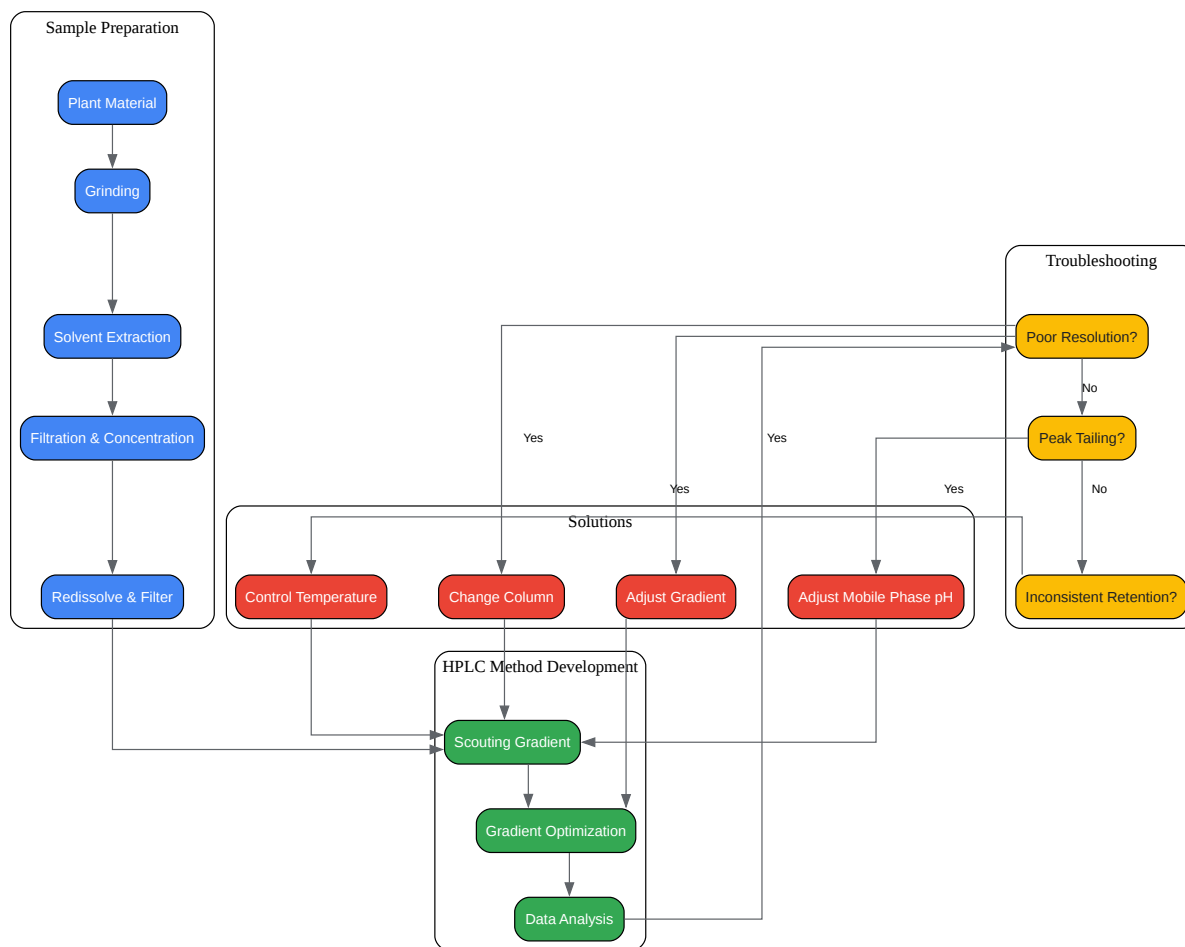 Sample Preparation
Plant Material
Grinding
Solvent Extraction
Filtration & Concentration
Redissolve & Filter
Troubleshooting
Poor Resolution?
No
Peak Tailing?
No
Inconsistent Retention?
Yes
Yes
Yes
Yes
Solutions
Control Temperature
Change Column
Adjust Gradient
Adjust Mobile Phase pH
HPLC Method Development
Scouting Gradient
Gradient Optimization
Data Analysis